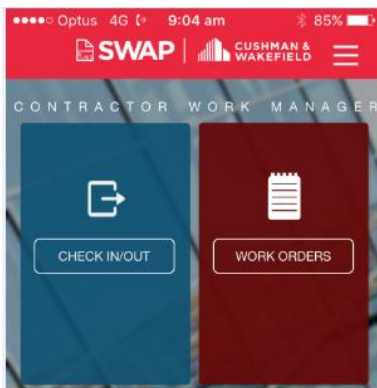 Optus 4G 9:04 am 85%
SWAP | CUSHMAN &
WAKEFIELD
CONTRACTOR WORK MANAGER
CHECK IN/OUT WORK ORDERS